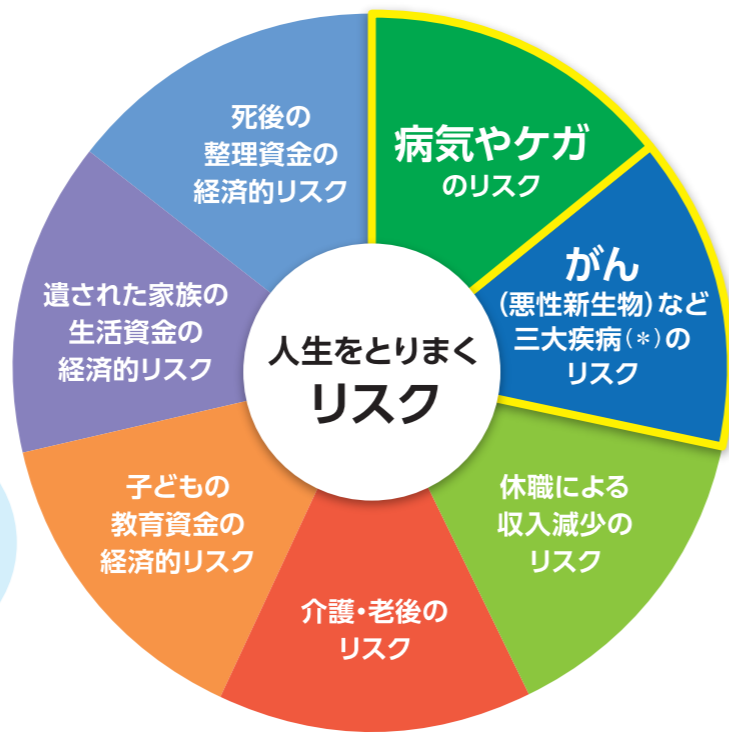 人生をとりまく
リスク
病気やケガ
のリスク
がん
(悪性新生物)など
三大疾病(*)の
リスク
休職による
収入減少の
リスク
介護・老後の
リスク
子どもの
教育資金の
経済的リスク
遺された家族の
生活資金の
経済的リスク
死後の
整理資金の
経済的リスク